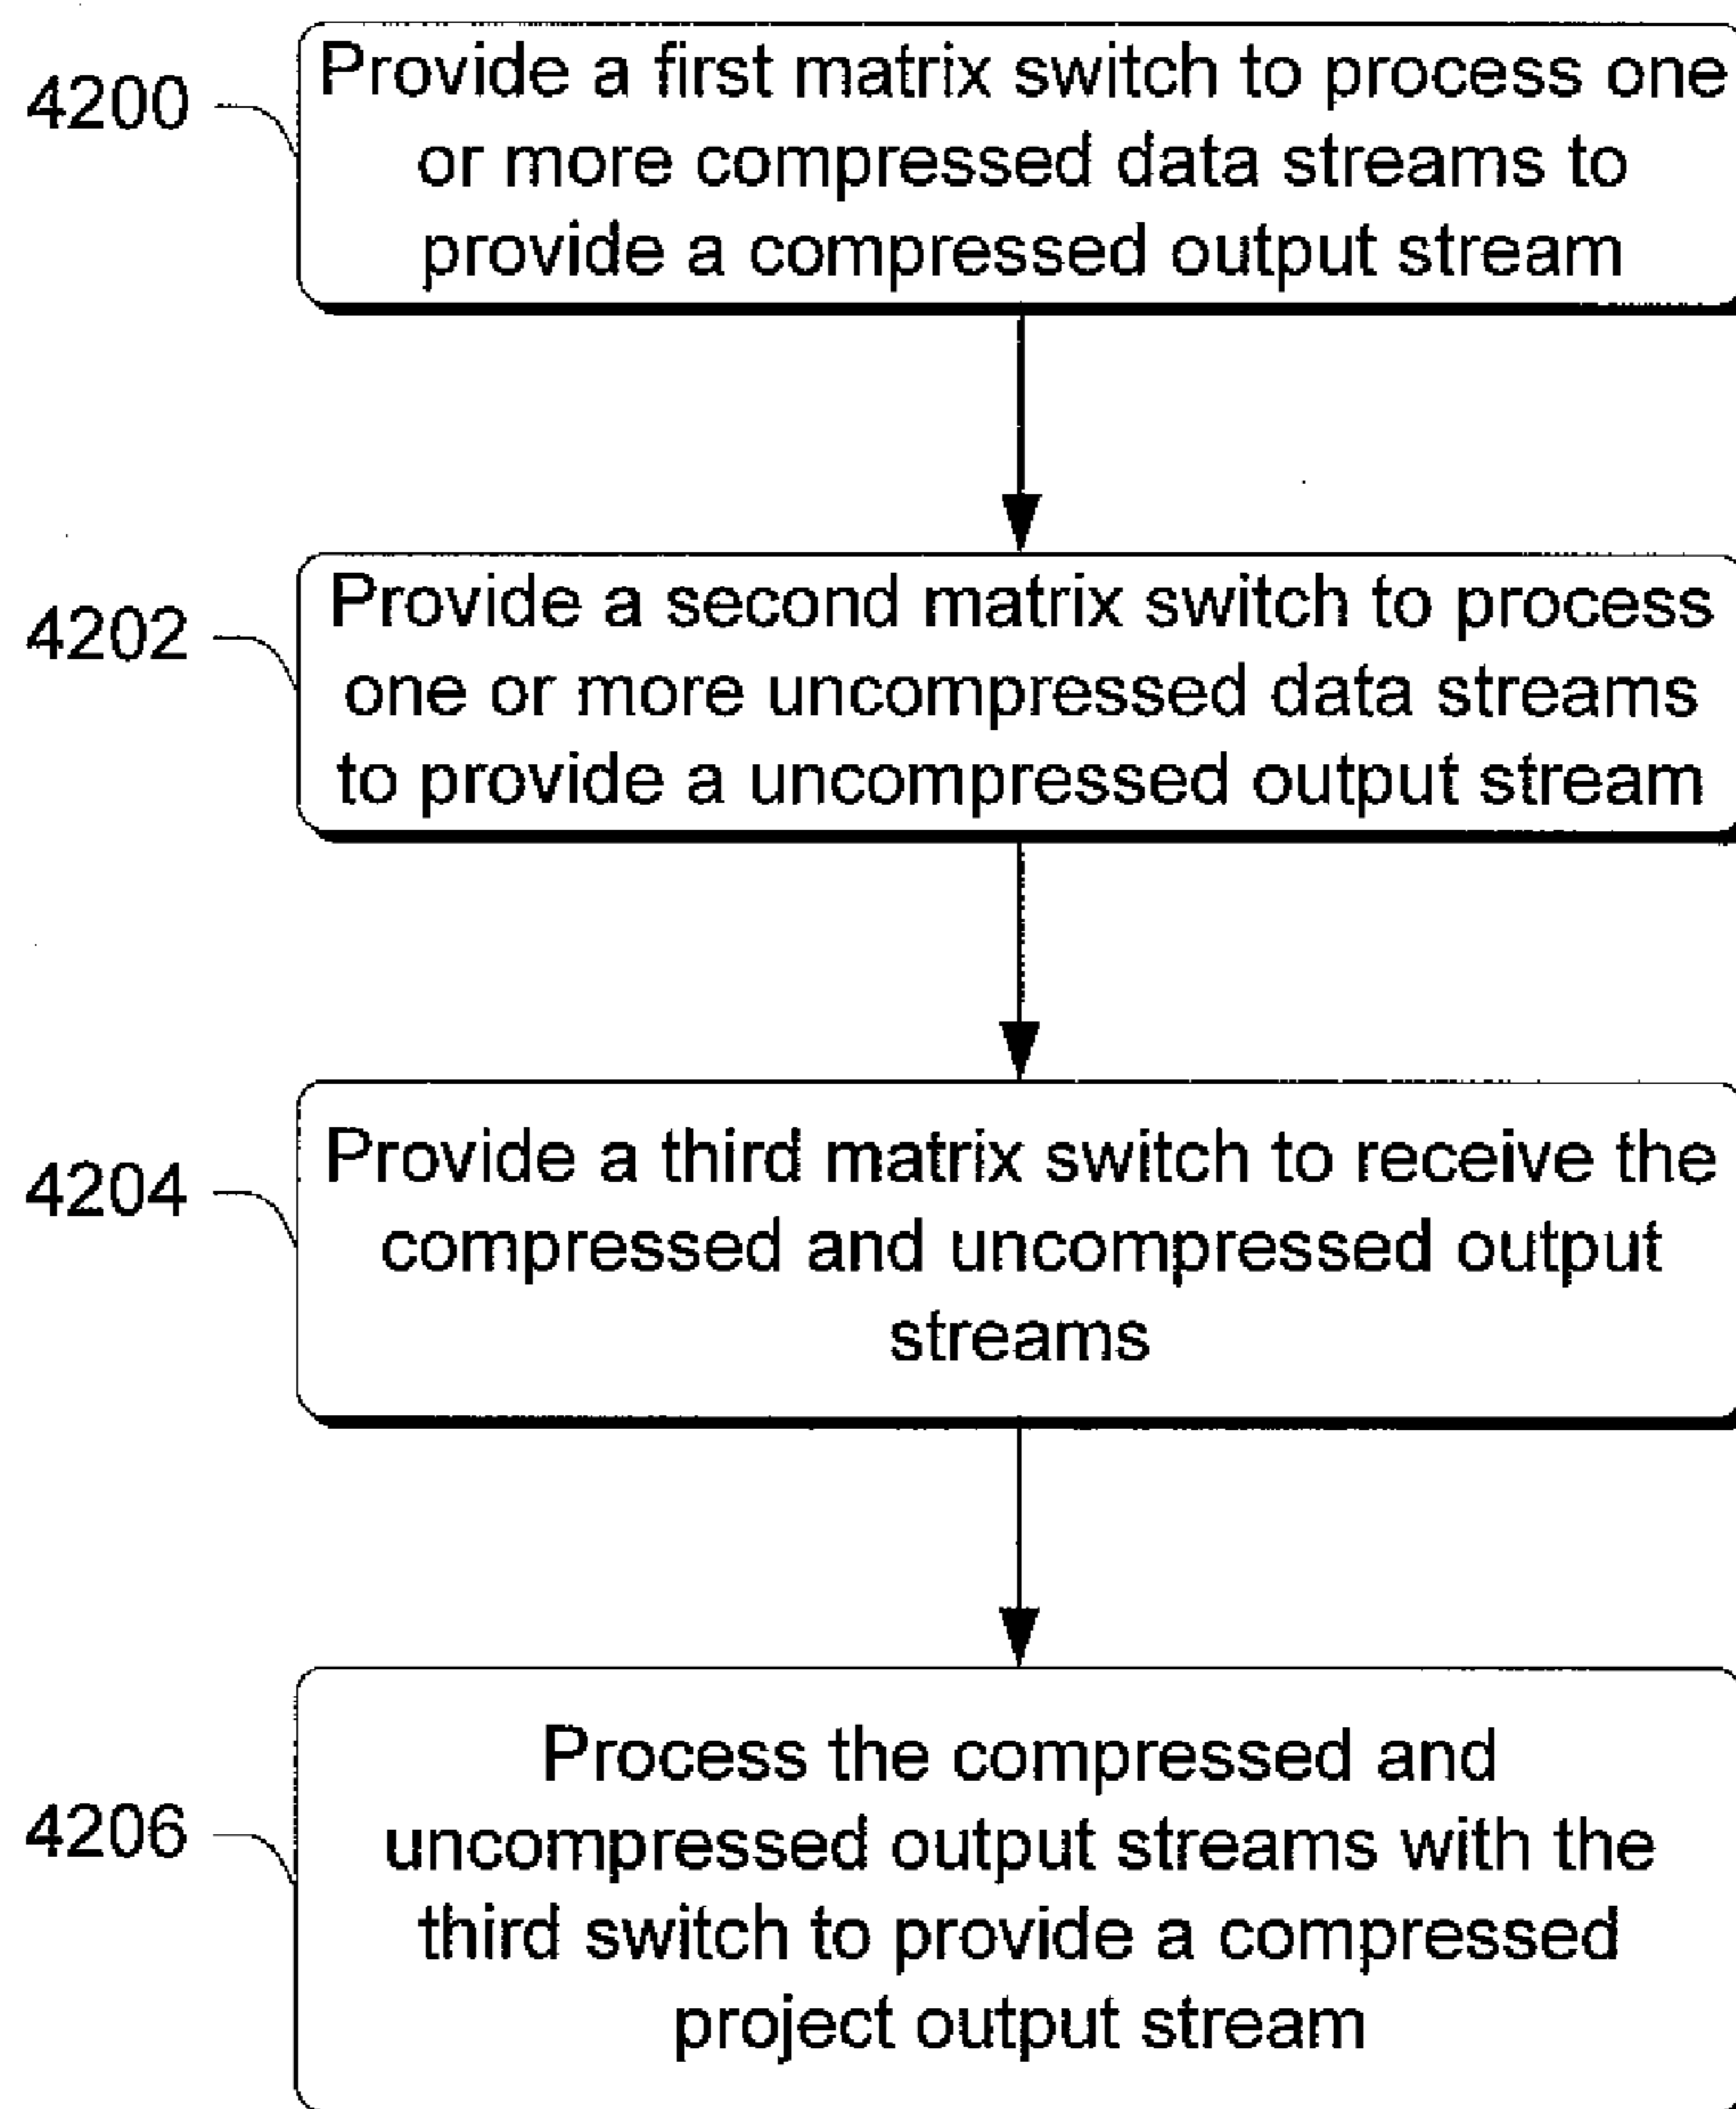 4200
Provide a first matrix switch to process one
or more compressed data streams to
provide a compressed output stream
4202
Provide a second matrix switch to process
one or more uncompressed data streams
to provide a uncompressed output stream
4204
Provide a third matrix switch to receive the
compressed and uncompressed output
streams
4206
Process the compressed and
uncompressed output streams with the
third switch to provide a compressed
project output stream